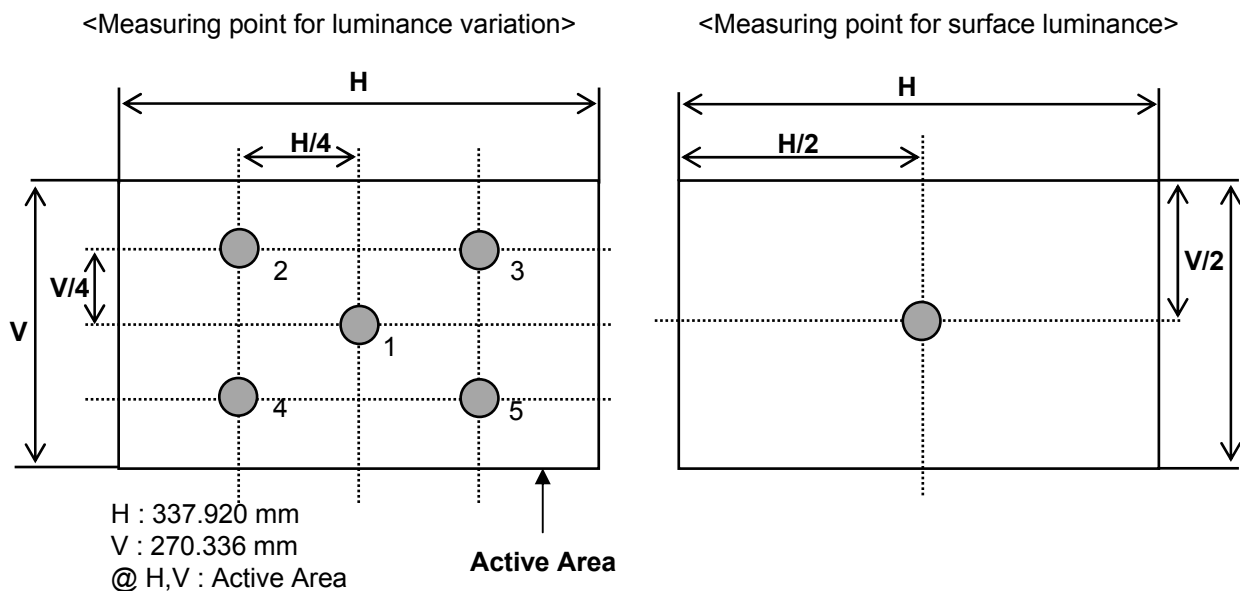 <Measuring point for luminance variation>
<Measuring point for surface luminance>
H
H/4
V
V/4
2
3
1
4
5
H : 337.920 mm
V : 270.336 mm
@ H,V : Active Area
Active Area
H
H/2
V/2